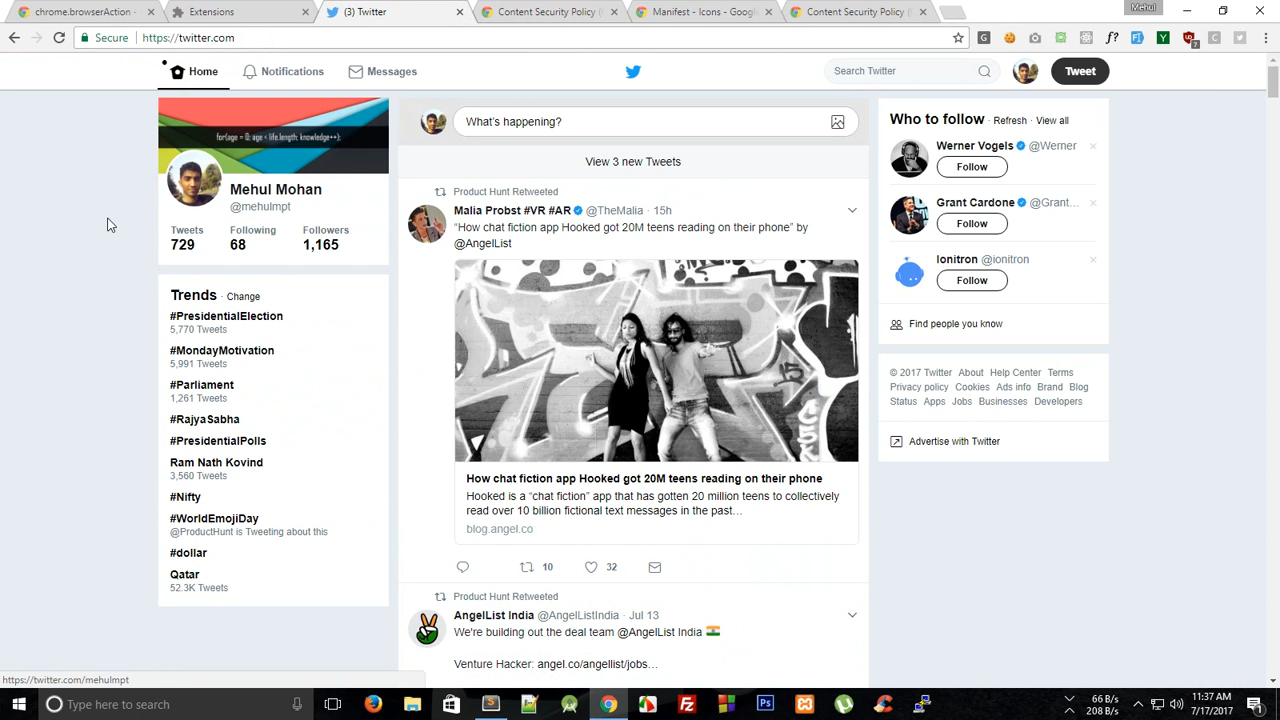 chrome.browserAction -
Extensions
(3) Twitter
Content Security Policy (
Manifest - Icons - Goog
Content Security Policy (
Mehul
Secure
https://twitter.com
Home
Notifications
Messages
Search Twitter
Tweet
for(age = 0; age < life.length; knowledge++);
Mehul Mohan
@mehulmpt
Tweets Following Followers
729 68 1,165
Trends · Change
#PresidentialElection
5,770 Tweets
#MondayMotivation
5,991 Tweets
#Parliament
1,261 Tweets
#RajyaSabha
#PresidentialPolls
Ram Nath Kovind
3,560 Tweets
#Nifty
#WorldEmojiDay
@ProductHunt is Tweeting about this
#dollar
Qatar
52.3K Tweets
What's happening?
View 3 new Tweets
Product Hunt Retweeted
Malia Probst #VR #AR @TheMalia · 15h
“How chat fiction app Hooked got 20M teens reading on their phone” by
@AngelList
How chat fiction app Hooked got 20M teens reading on their phone
Hooked is a “chat fiction” app that has gotten 20 million teens to collectively
read over 10 billion fictional text messages in the past…
blog.angel.co
10 32
Product Hunt Retweeted
AngelList India @AngelListIndia · Jul 13
We're building out the deal team @AngelList India
Venture Hacker: angel.co/angellist/jobs…
Who to follow · Refresh · View all
Werner Vogels @Werner
Follow
Grant Cardone @Grant...
Follow
Ionitron @ionitron
Follow
Find people you know
© 2017 Twitter About Help Center Terms
Privacy policy Cookies Ads info Brand Blog
Status Apps Jobs Businesses Developers
Advertise with Twitter
https://twitter.com/mehulmpt
Type here to search
66 B/s
208 B/s
11:37 AM
7/17/2017